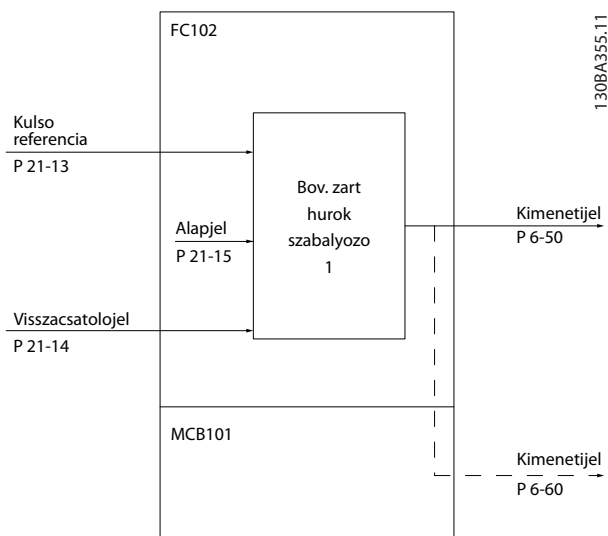 FC102
130BA355.11
Kulso
referencia
P 21-13
Bov. zart
hurok
szabalyozo
1
Alapjel
P 21-15
Kimenetijel
P 6-50
Visszacsatolojel
P 21-14
MCB101
Kimenetijel
P 6-60